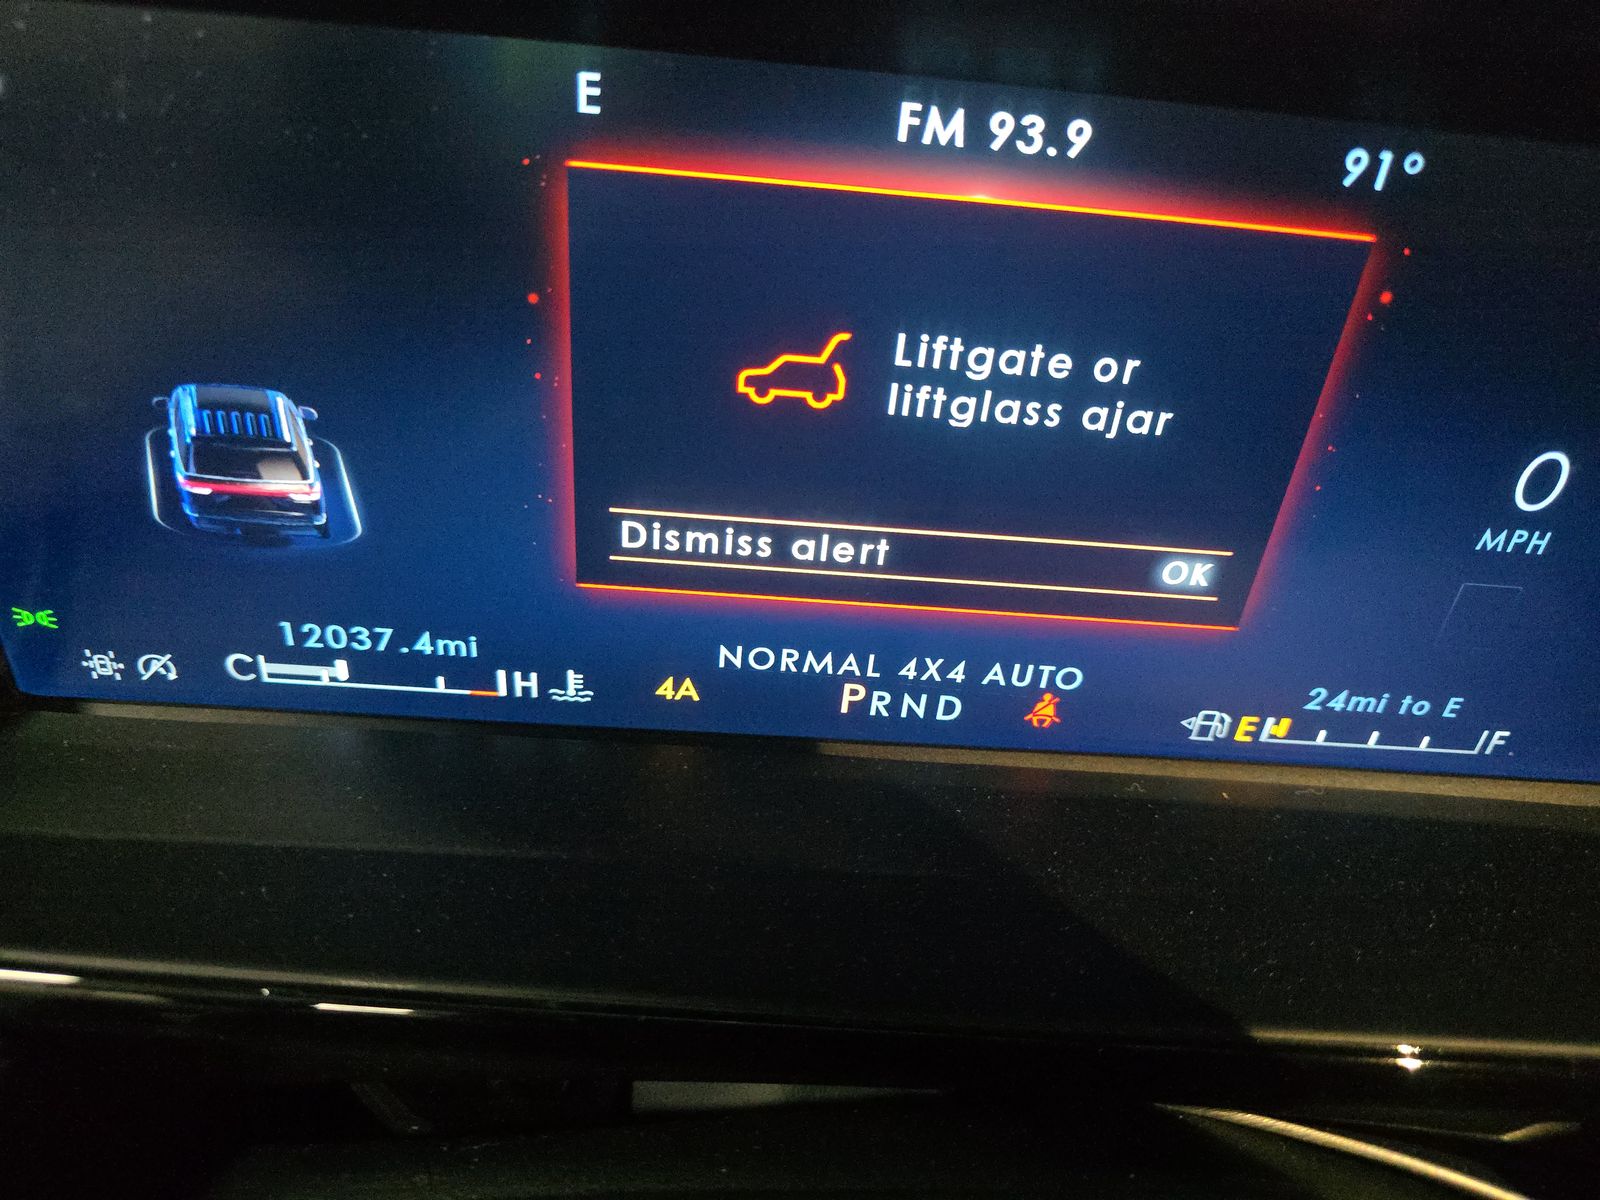 E
FM 93.9
91°
Liftgate or
liftglass ajar
Dismiss alert OK
0
MPH
12037.4mi
C H
NORMAL 4X4 AUTO
4A
PRND
24mi to E
E F